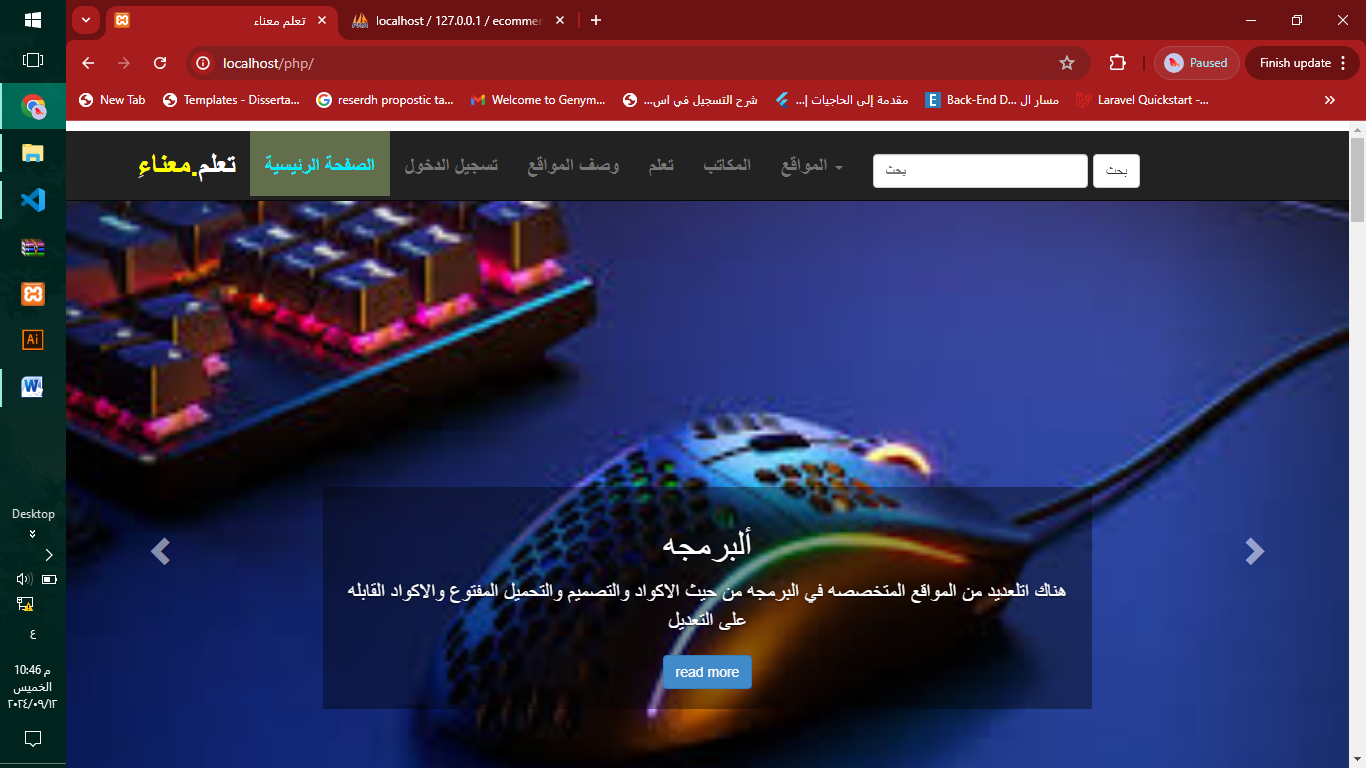 تعلم معناء
localhost / 127.0.0.1 / ecommer
localhost/php/
Paused
Finish update
New Tab
Templates - Disserta...
reserdh propostic ta...
Welcome to Genym...
شرح التسجيل في اس...
مقدمة إلى الحاجيات |...
Back-End D... مسار ال
Laravel Quickstart -...
تعلم.معناءِ
الصفحة الرئيسية
تسجيل الدخول
وصف المواقع
تعلم
المكاتب
المواقع
بحث
بحث
ألبرمجه
هناك اتلعديد من المواقع المتخصصه في البرمجه من حيث الاكواد والتصميم والتحميل المفتوع والاكواد القابله
على التعديل
read more
Desktop
ع
10:46 م
الخميس
٢٠٢٤/٠٩/١٢